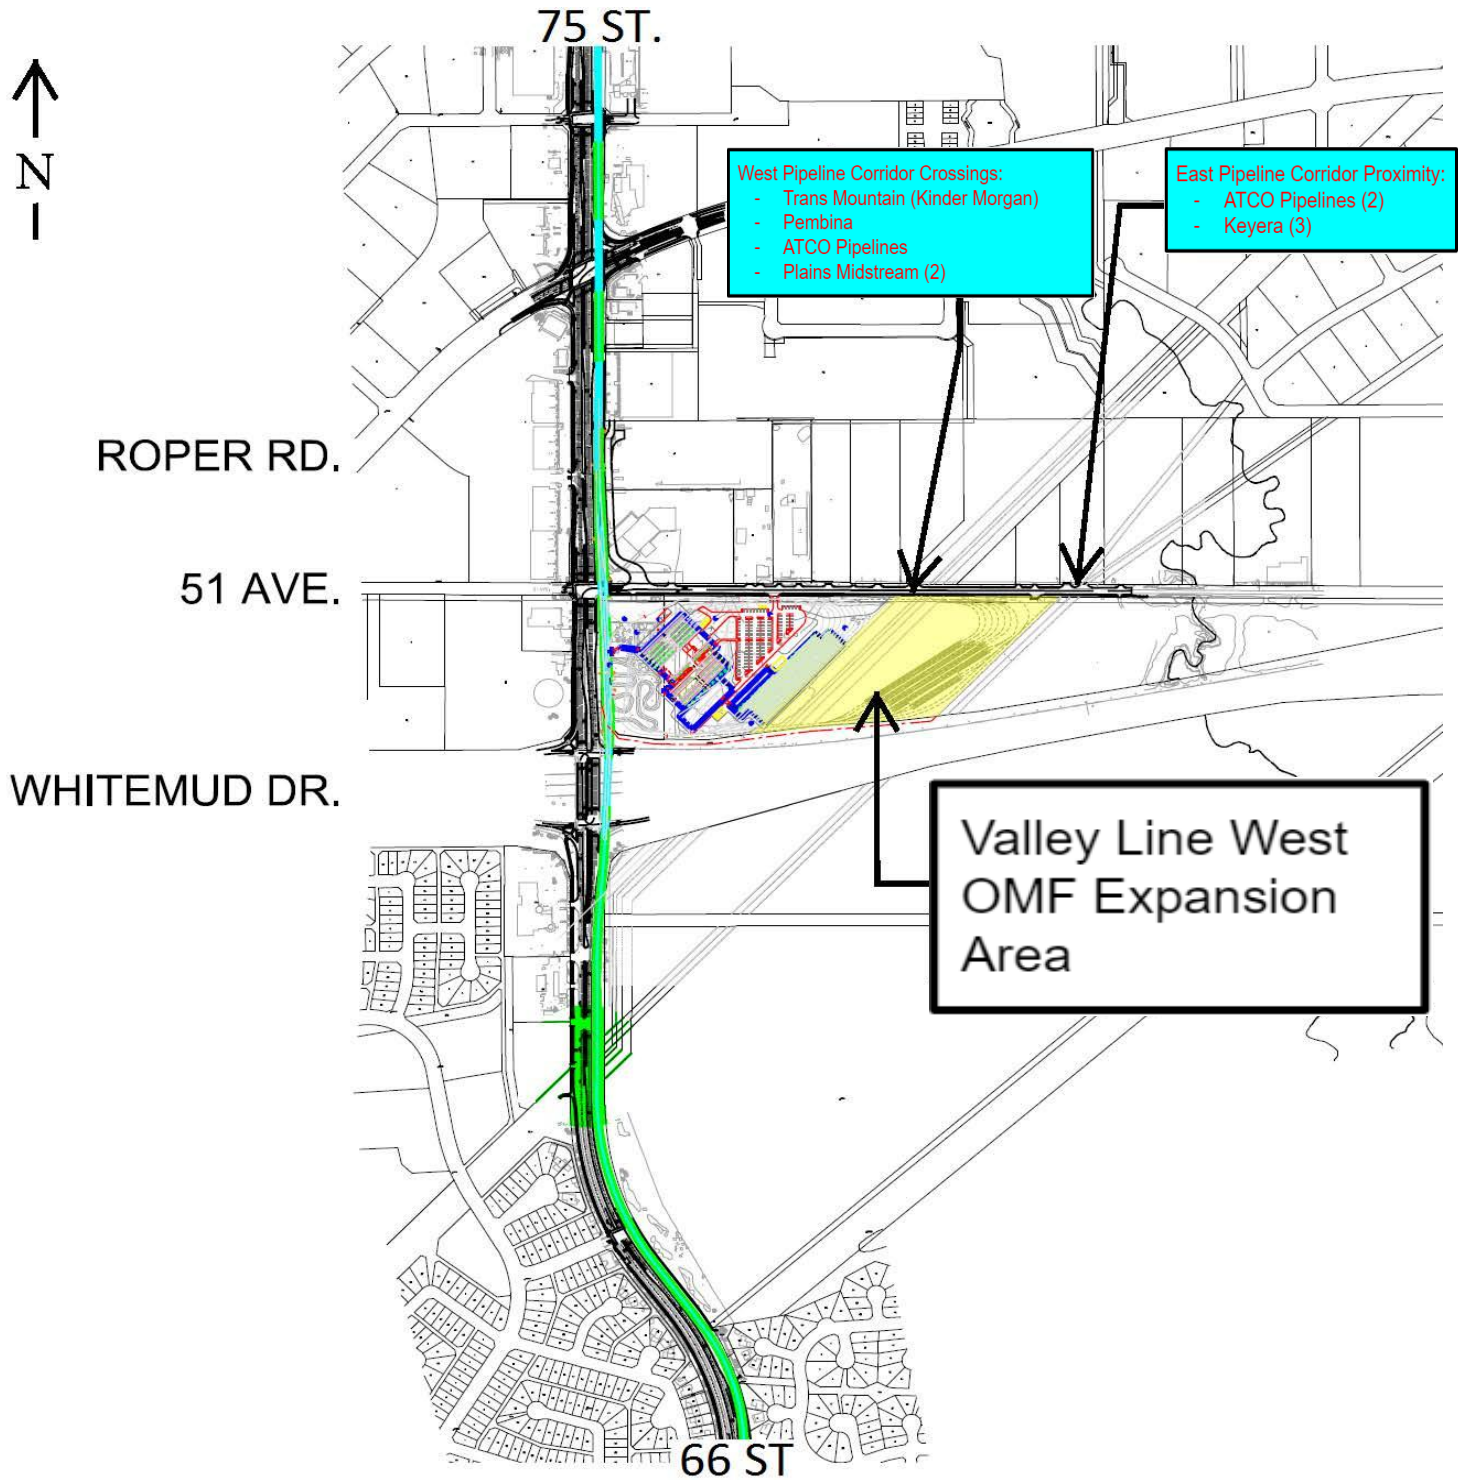 75 ST.
N
West Pipeline Corridor Crossings:
- Trans Mountain (Kinder Morgan)
- Pembina
- ATCO Pipelines
- Plains Midstream (2)
East Pipeline Corridor Proximity:
- ATCO Pipelines (2)
- Keyera (3)
ROPER RD.
51 AVE.
WHITEMUD DR.
Valley Line West
OMF Expansion
Area
66 ST